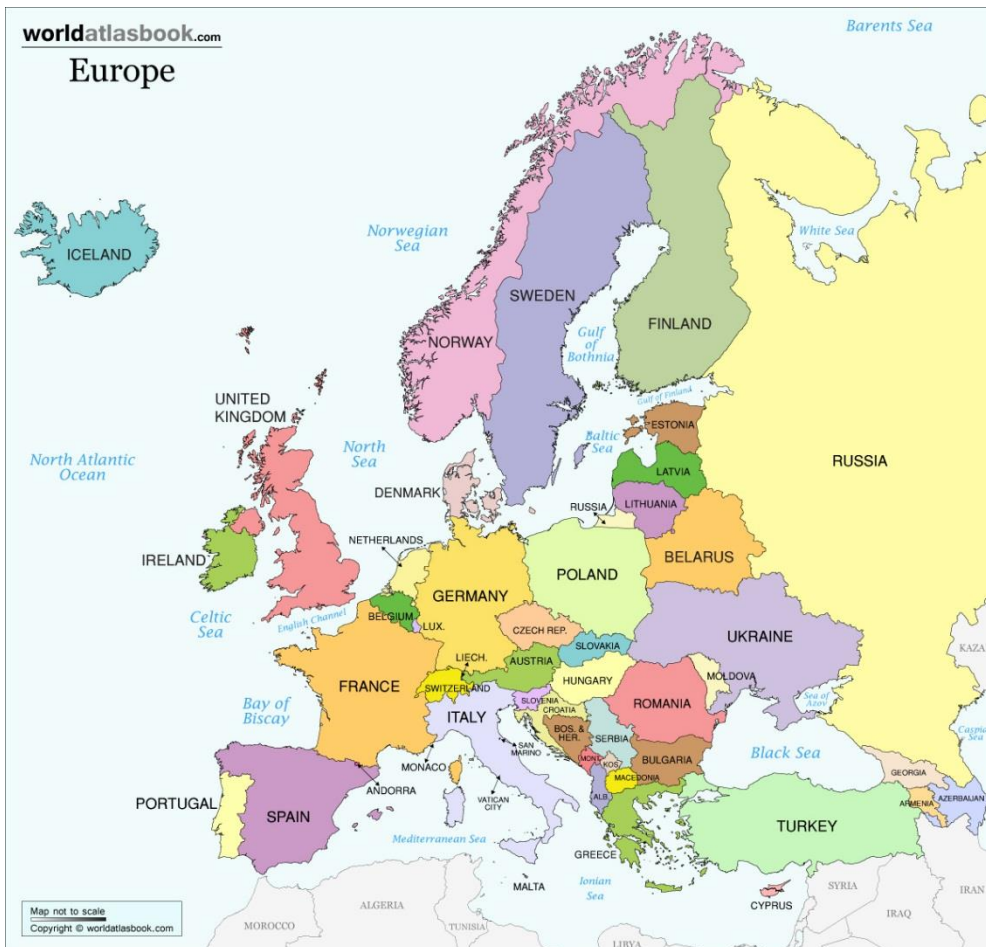 worldatlasbook.com
Europe
Barents Sea
ICELAND
Norwegian
Sea
White Sea
SWEDEN
FINLAND
NORWAY
Gulf
of
Bothnia
UNITED
KINGDOM
Gulf of Finland
ESTONIA
North Atlantic
Ocean
North
Sea
Baltic
Sea
RUSSIA
LATVIA
DENMARK
LITHUANIA
RUSSIA
NETHERLANDS
IRELAND
BELARUS
POLAND
GERMANY
Celtic
Sea
English Channel
BELGIUM
LUX.
CZECH REP.
UKRAINE
SLOVAKIA
LIECH.
AUSTRIA
KAZA
FRANCE
SWITZERLAND
HUNGARY
MOLDOVA
Bay of
Biscay
SLOVENIA
CROATIA
ROMANIA
Sea of
Azov
ITALY
BOS. &
HER.
SERBIA
Caspian
Sea
SAN
MARINO
MONT.
KOS.
BULGARIA
Black Sea
MONACO
MACEDONIA
GEORGIA
ANDORRA
VATICAN
CITY
ALB.
ARMENIA
AZERBAIJAN
PORTUGAL
SPAIN
TURKEY
Mediterranean Sea
GREECE
MALTA
Ionian
Sea
CYPRUS
SYRIA
IRAN
ALGERIA
TUNISIA
MOROCCO
IRAQ
LIBYA
Map not to scale
Copyright © worldatlasbook.com